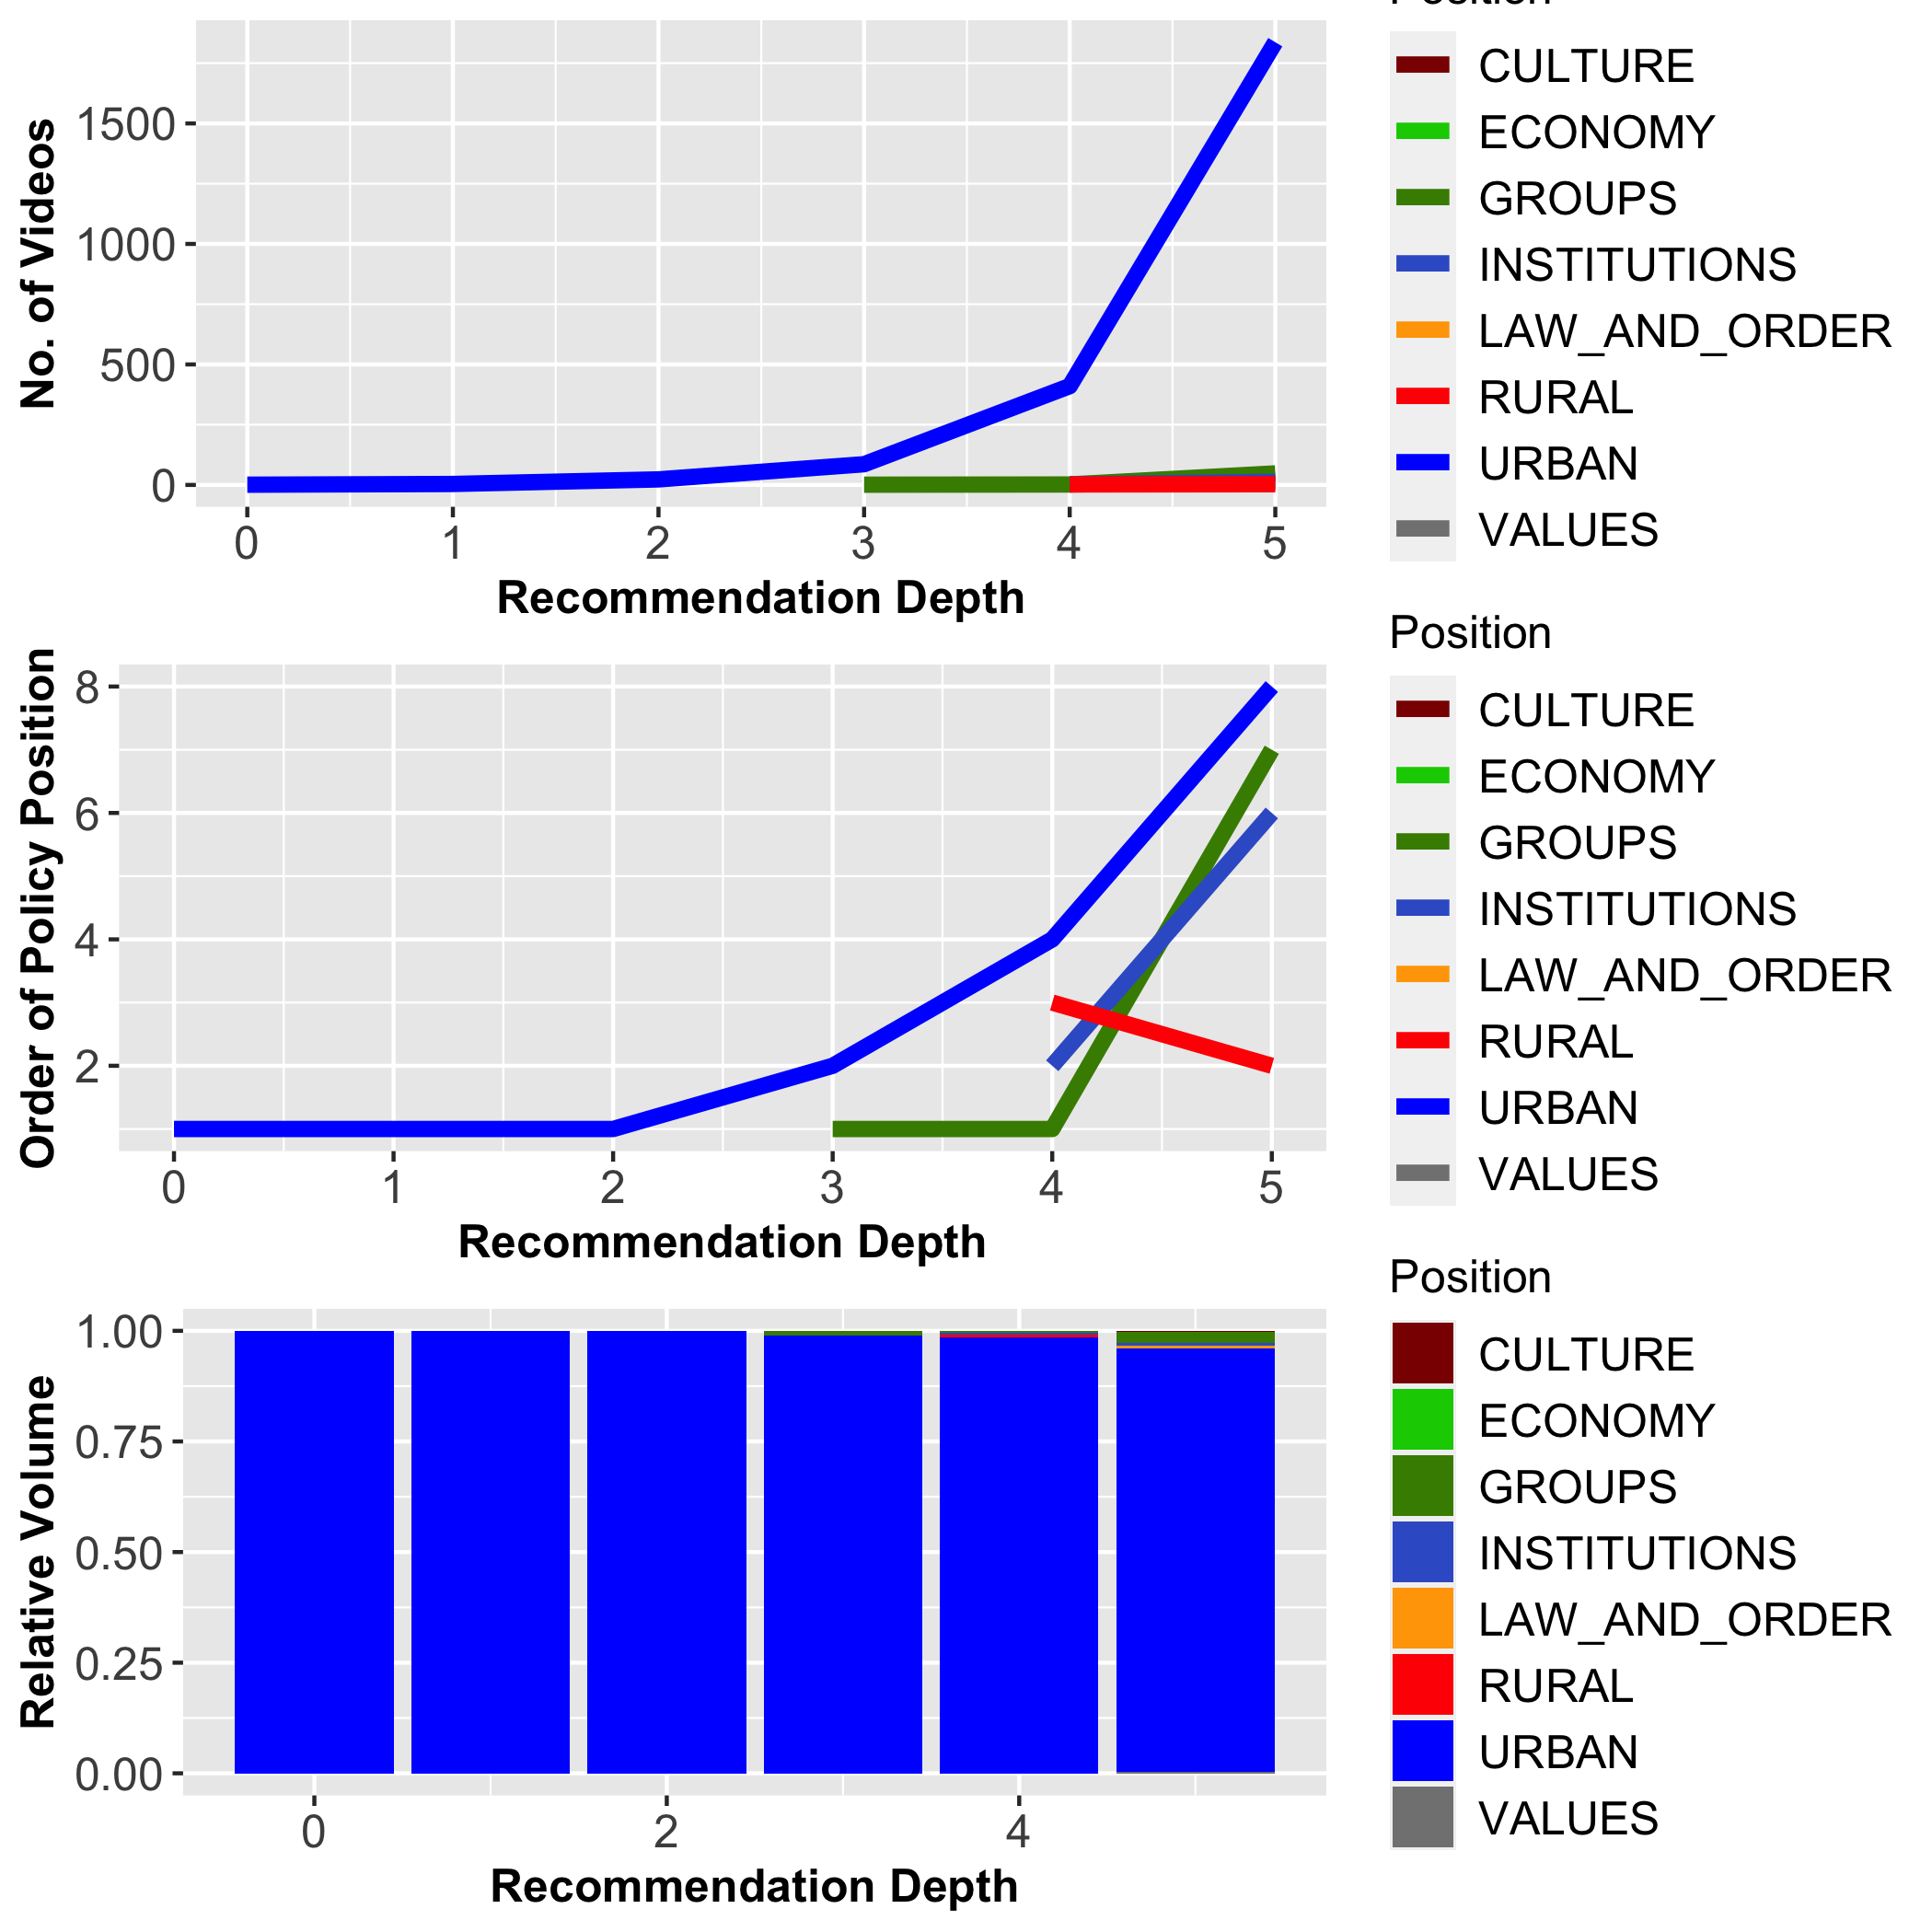 Position
No. of Videos
1500
1000
500
0
0 1 2 3 4 5
Recommendation Depth
CULTURE
ECONOMY
GROUPS
INSTITUTIONS
LAW_AND_ORDER
RURAL
URBAN
VALUES
Order of Policy Position
8
6
4
2
0 1 2 3 4 5
Recommendation Depth
Position
CULTURE
ECONOMY
GROUPS
INSTITUTIONS
LAW_AND_ORDER
RURAL
URBAN
VALUES
Relative Volume
1.00
0.75
0.50
0.25
0.00
0 2 4
Recommendation Depth
Position
CULTURE
ECONOMY
GROUPS
INSTITUTIONS
LAW_AND_ORDER
RURAL
URBAN
VALUES